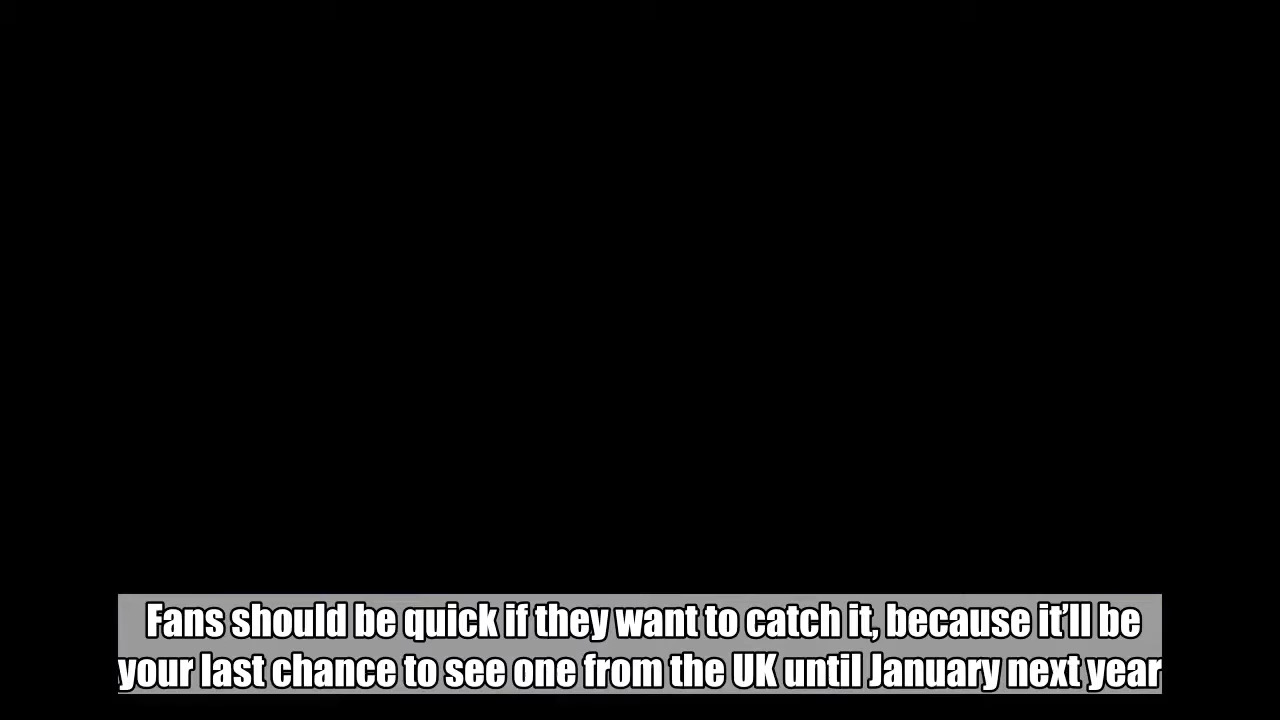 Fans should be quick if they want to catch it, because it’ll be
your last chance to see one from the UK until January next year